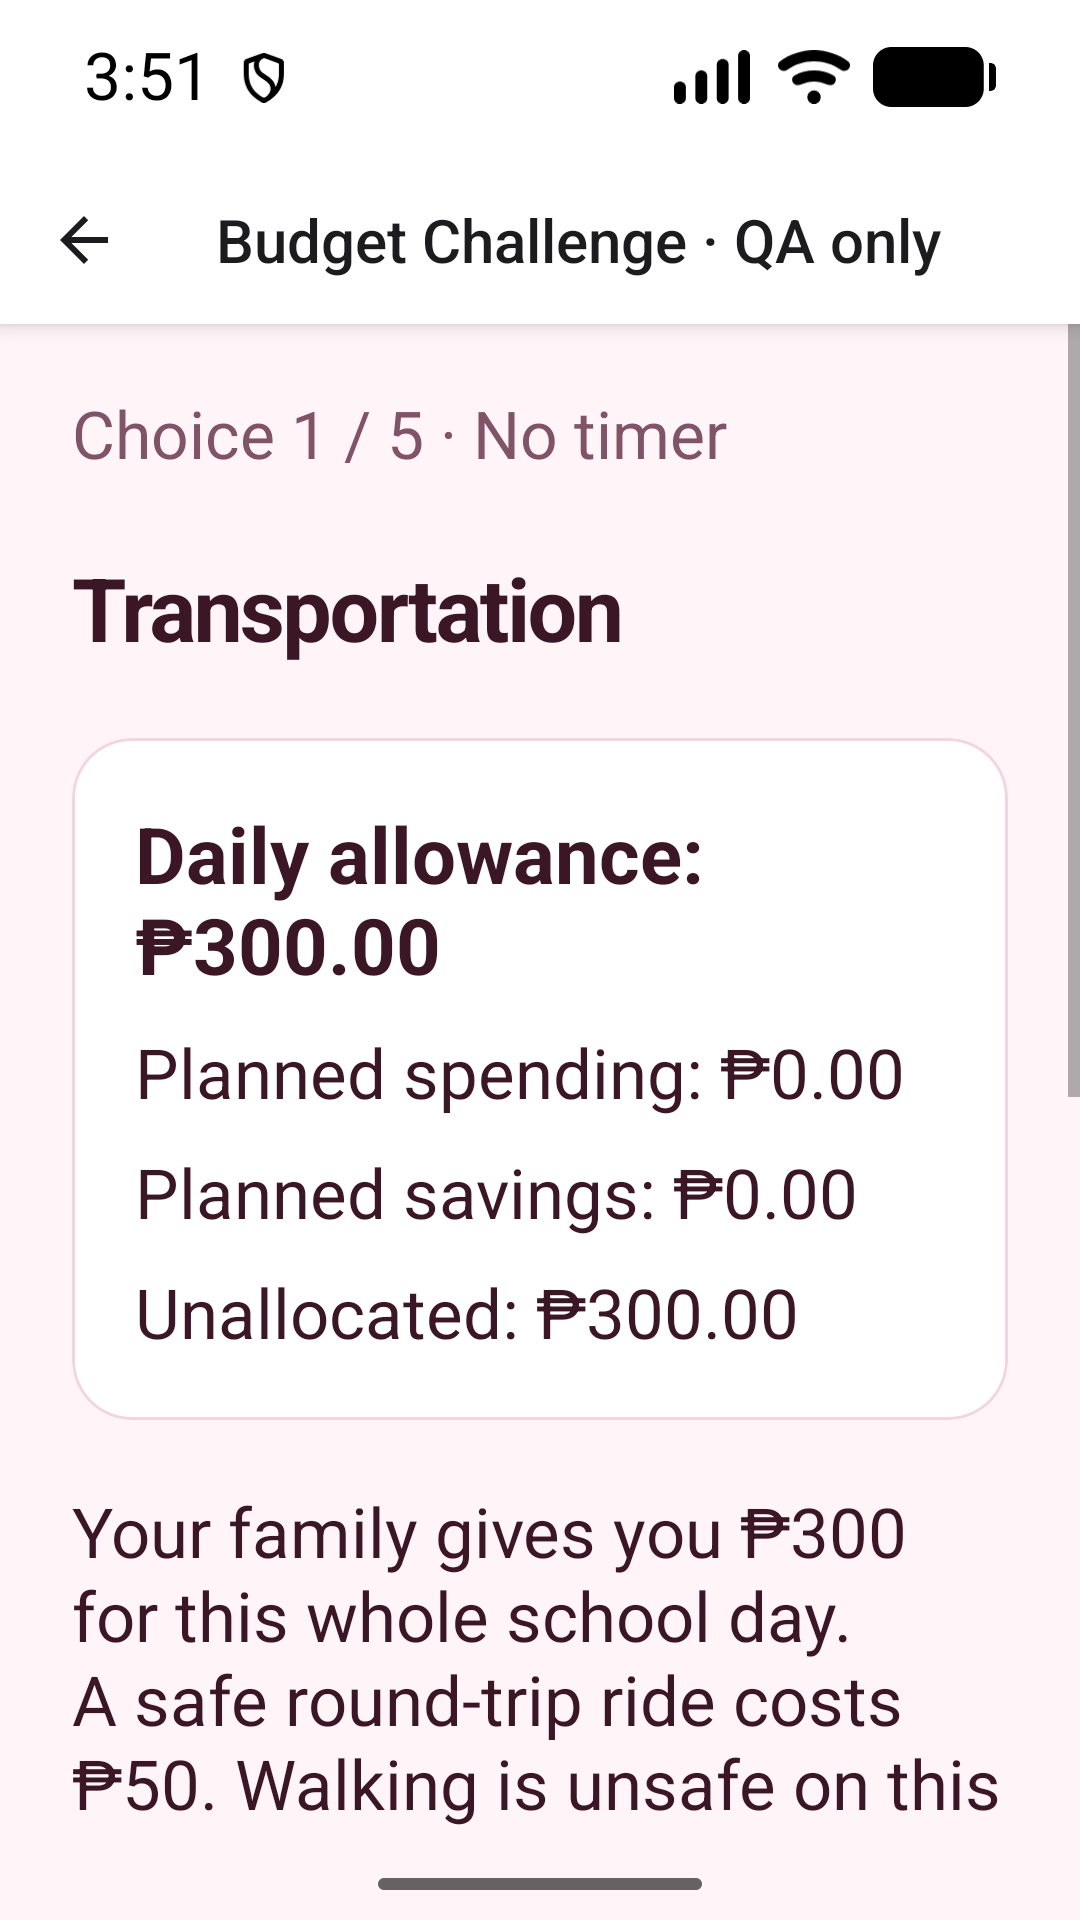 3:51
Budget Challenge · QA only
Choice 1 / 5 · No timer
Transportation
Daily allowance:
₱300.00
Planned spending: ₱0.00
Planned savings: ₱0.00
Unallocated: ₱300.00
Your family gives you ₱300
for this whole school day.
A safe round-trip ride costs
₱50. Walking is unsafe on this